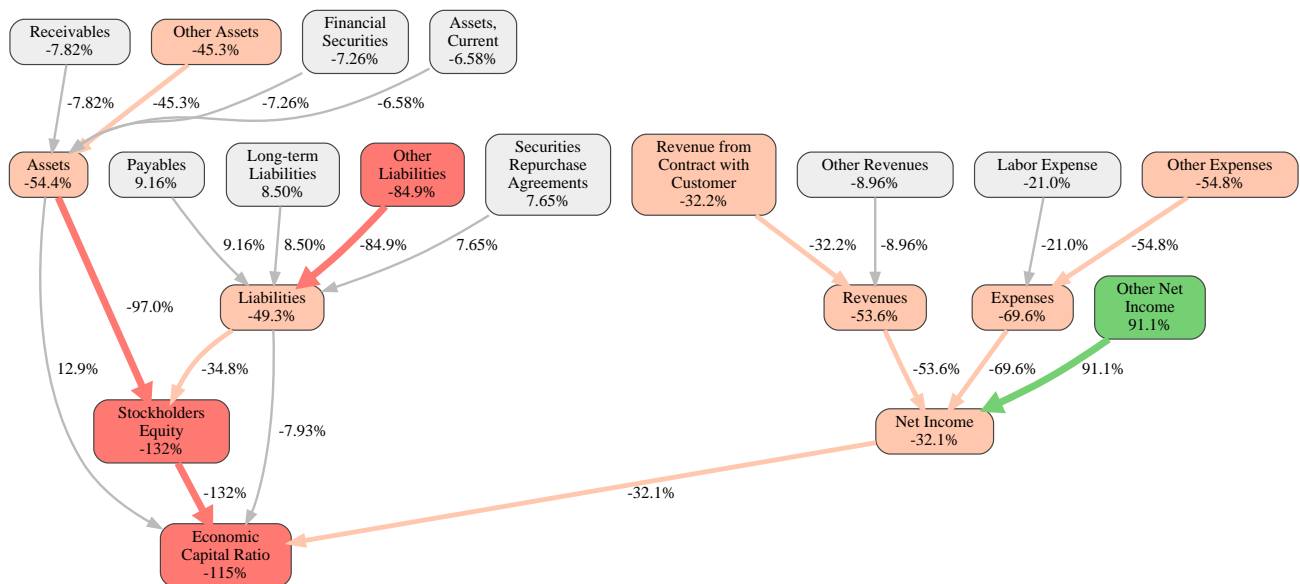 Receivables
-7.82%
Other Assets
-45.3%
Financial
Securities
-7.26%
Assets,
Current
-6.58%
-7.82%
-45.3%
-7.26%
-6.58%
Assets
-54.4%
Payables
9.16%
Long-term
Liabilities
8.50%
Other
Liabilities
-84.9%
Securities
Repurchase
Agreements
7.65%
Revenue from
Contract with
Customer
-32.2%
Other Revenues
-8.96%
Labor Expense
-21.0%
Other Expenses
-54.8%
9.16%
8.50%
-84.9%
7.65%
-32.2%
-8.96%
-21.0%
-54.8%
Liabilities
-49.3%
Revenues
-53.6%
Expenses
-69.6%
Other Net
Income
91.1%
-97.0%
12.9%
-34.8%
-53.6%
-69.6%
91.1%
Stockholders
Equity
-132%
-7.93%
Net Income
-32.1%
-132%
-32.1%
Economic
Capital Ratio
-115%